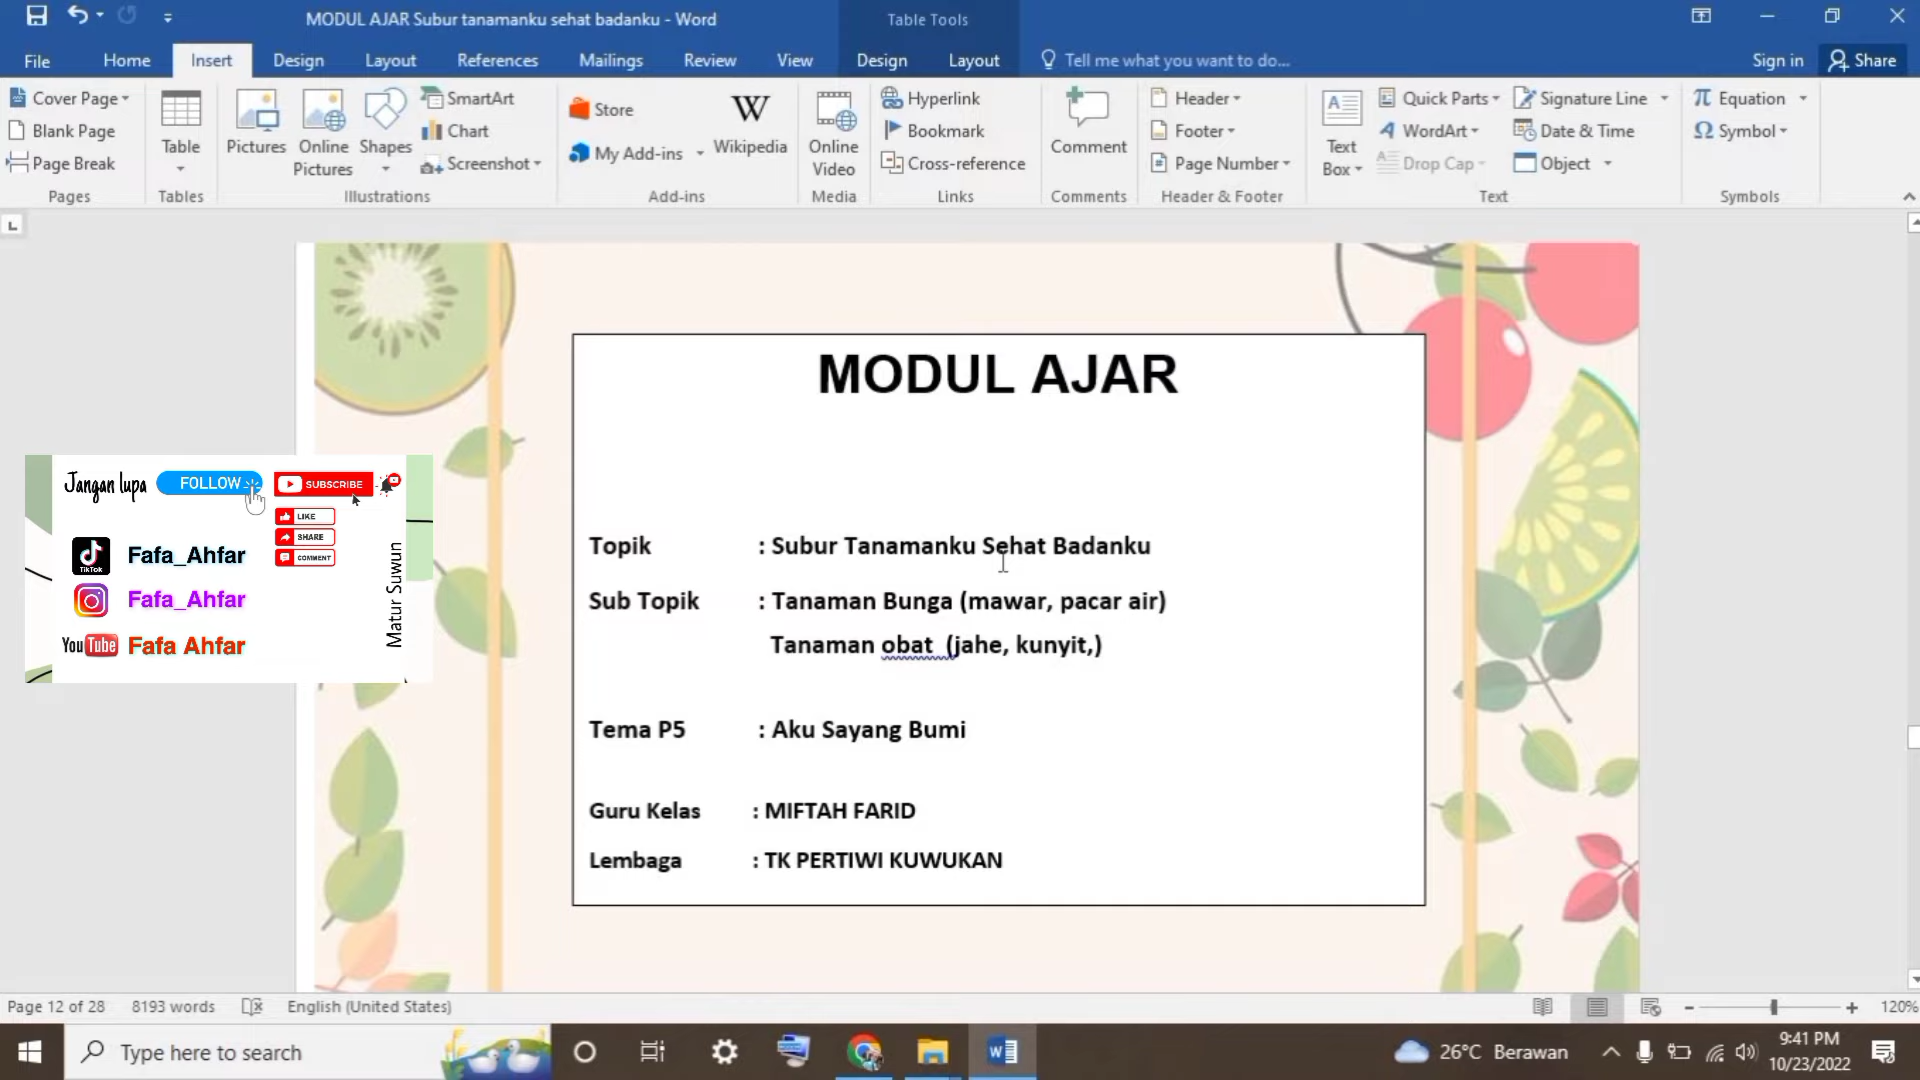 MODUL AJAR Subur tanamanku sehat badanku - Word
Table Tools
File
Home
Insert
Design
Layout
References
Mailings
Review
View
Design
Layout
Tell me what you want to do...
Sign in
Share
Cover Page
Blank Page
Page Break
Pages
Table
Tables
Pictures
Online Pictures
Shapes
SmartArt
Chart
Screenshot
Illustrations
Store
My Add-ins
W
Wikipedia
Add-ins
Online Video
Media
Hyperlink
Bookmark
Cross-reference
Links
Comment
Comments
Header
Footer
Page Number
Header & Footer
Text Box
Quick Parts
WordArt
Drop Cap
Signature Line
Date & Time
Object
Text
Equation
Symbol
Symbols
MODUL AJAR
Topik : Subur Tanamanku Sehat Badanku
Sub Topik : Tanaman Bunga (mawar, pacar air)
Tanaman obat (jahe, kunyit,)
Tema P5 : Aku Sayang Bumi
Guru Kelas : MIFTAH FARID
Lembaga : TK PERTIWI KUWUKAN
Jangan lupa FOLLOW SUBSCRIBE
LIKE
SHARE
COMMENT
TikTok Fafa_Ahfar
Fafa_Ahfar
YouTube Fafa Ahfar
Matur Suwun
Page 12 of 28 8193 words English (United States) 120%
Type here to search
26°C Berawan
9:41 PM
10/23/2022